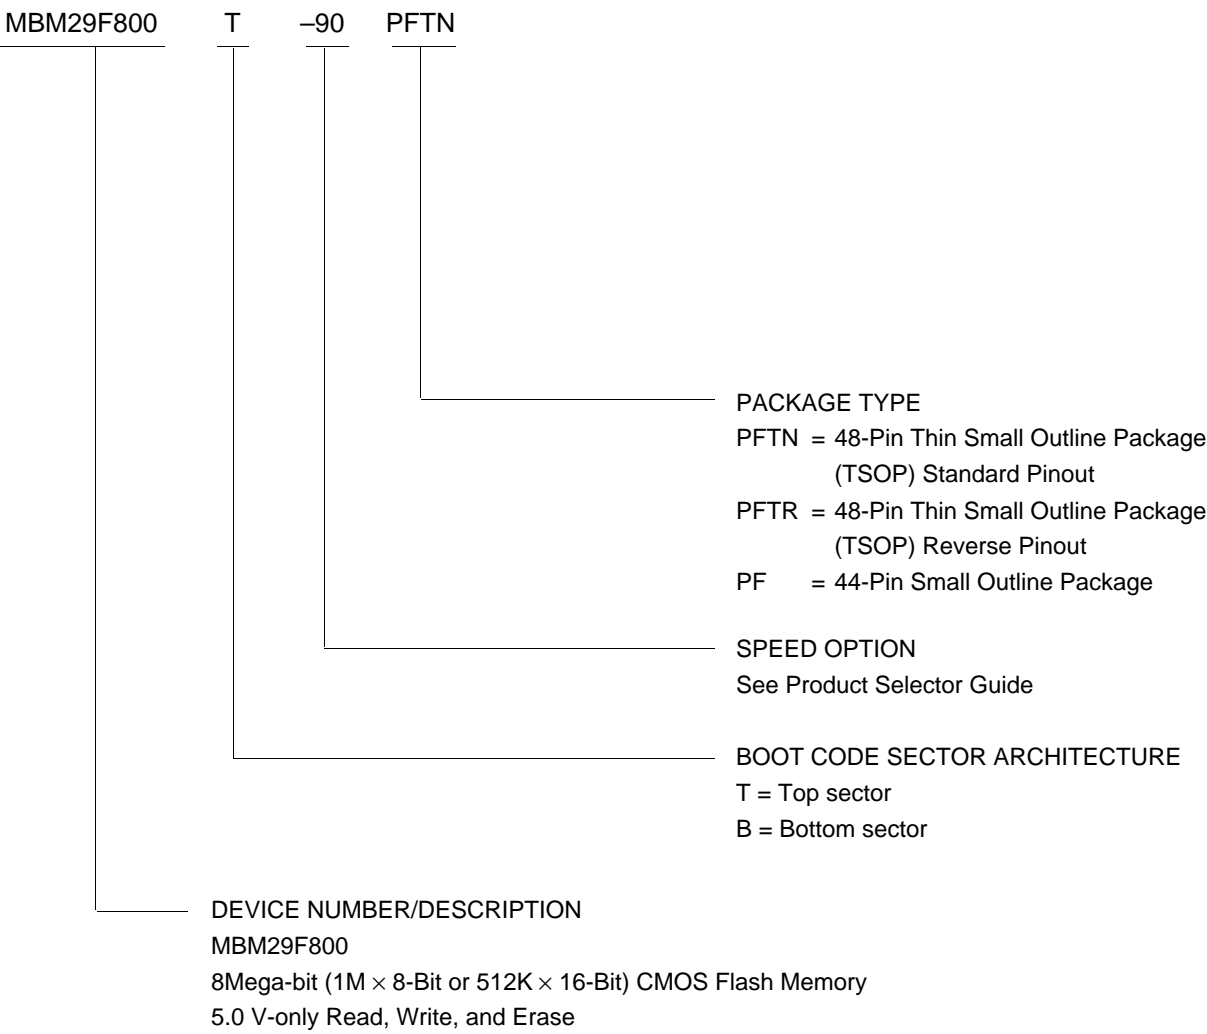 MBM29F800 T –90 PFTN
PACKAGE TYPE
PFTN = 48-Pin Thin Small Outline Package
(TSOP) Standard Pinout
PFTR = 48-Pin Thin Small Outline Package
(TSOP) Reverse Pinout
PF = 44-Pin Small Outline Package
SPEED OPTION
See Product Selector Guide
BOOT CODE SECTOR ARCHITECTURE
T = Top sector
B = Bottom sector
DEVICE NUMBER/DESCRIPTION
MBM29F800
8Mega-bit (1M × 8-Bit or 512K × 16-Bit) CMOS Flash Memory
5.0 V-only Read, Write, and Erase